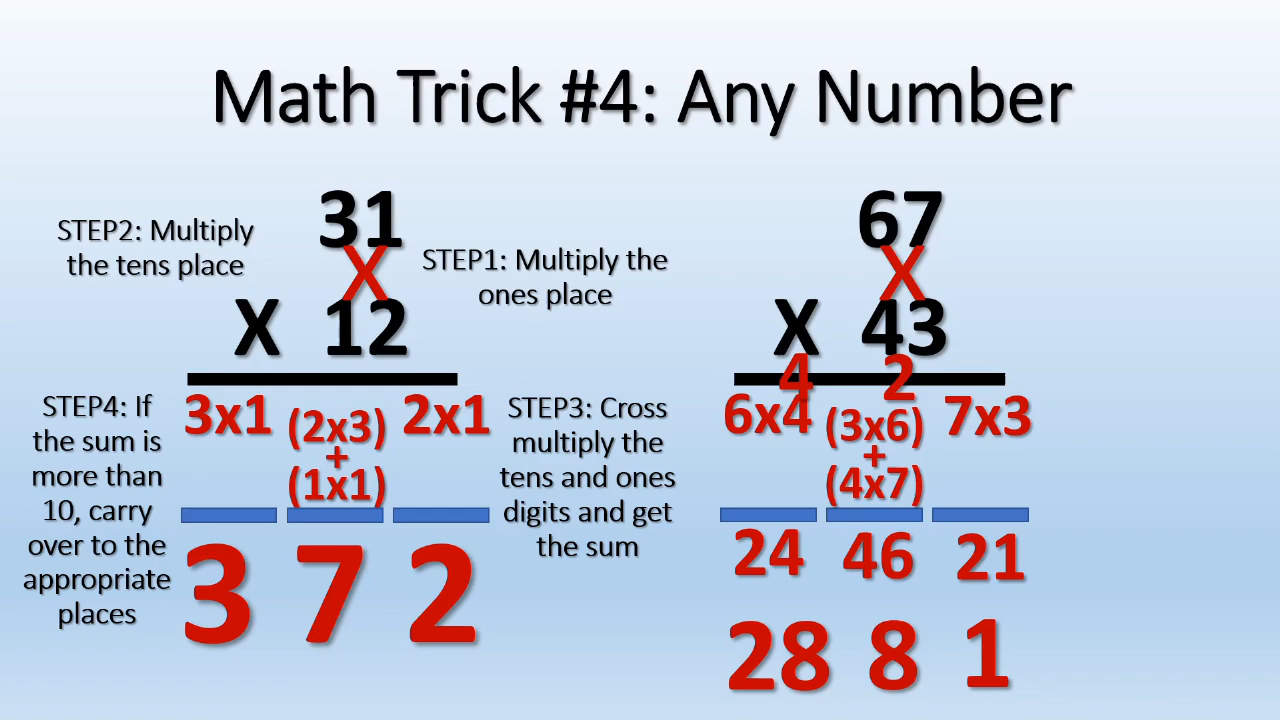 Math Trick #4: Any Number
STEP2: Multiply
the tens place
31
X
X 12
STEP1: Multiply the
ones place
STEP4: If
the sum is
more than
10, carry
over to the
appropriate
places
3x1 (2x3) 2x1
+
(1x1)
3 7 2
STEP3: Cross
multiply the
tens and ones
digits and get
the sum
67
X
X 43
4 2
6x4 (3x6) 7x3
+
(4x7)
24 46 21
28 8 1